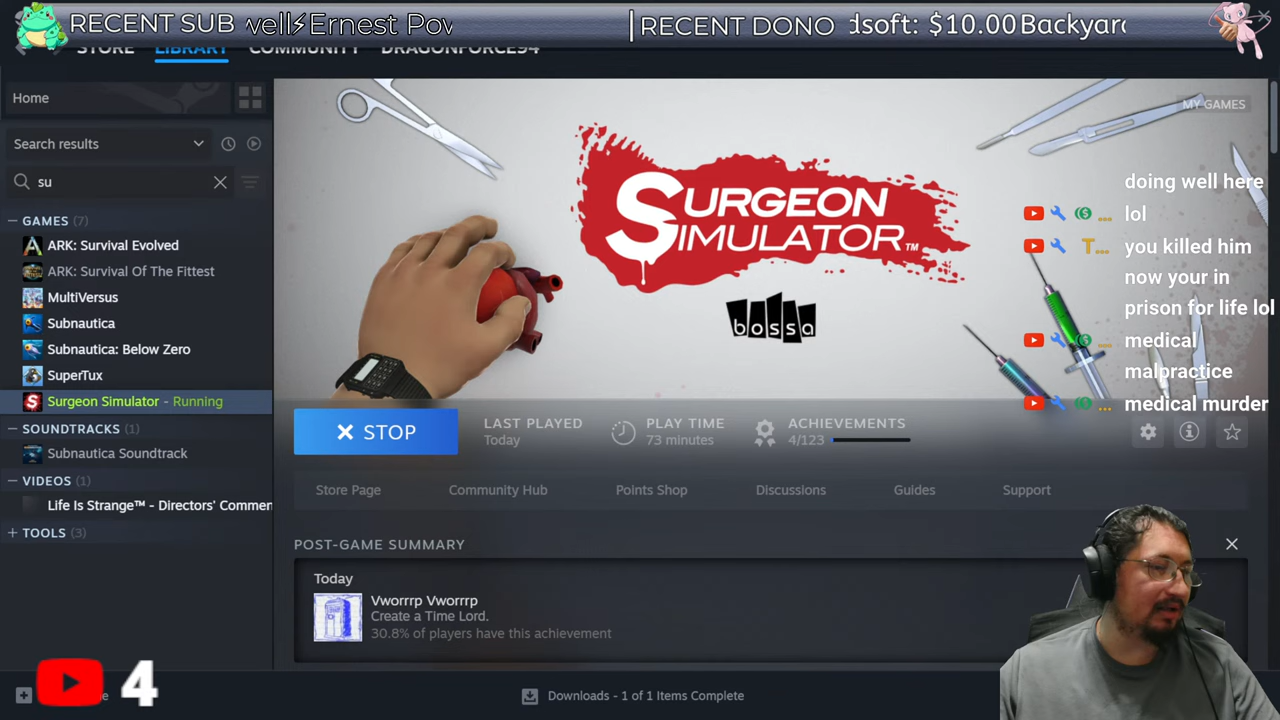 RECENT SUB
well⚡Ernest Pov
RECENT DONO
dsoft: $10.00Backyar
STORE
LIBRARY
COMMUNITY
DRAGONFORCE94
Home
MY GAMES
Search results
su
GAMES (7)
ARK: Survival Evolved
ARK: Survival Of The Fittest
MultiVersus
Subnautica
Subnautica: Below Zero
SuperTux
Surgeon Simulator - Running
SOUNDTRACKS (1)
Subnautica Soundtrack
VIDEOS (1)
Life Is Strange™ - Directors' Commen
TOOLS (3)
SURGEON
SIMULATOR™
bossa
doing well here
lol
T...
you killed him
now your in
prison for life lol
medical
malpractice
medical murder
STOP
LAST PLAYED
Today
PLAY TIME
73 minutes
ACHIEVEMENTS
4/123
Store Page
Community Hub
Points Shop
Discussions
Guides
Support
POST-GAME SUMMARY
Today
Vworrrp Vworrrp
Create a Time Lord.
30.8% of players have this achievement
4
Downloads - 1 of 1 Items Complete